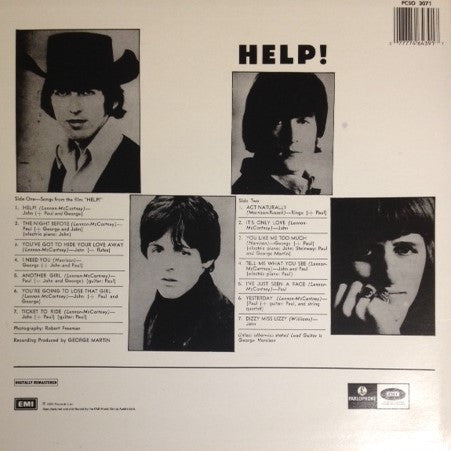 PCSO 3071
HELP!
Side One—Songs from the film "HELP!"
1. HELP! (Lennon-McCartney)—
John [+ Paul and George]
2. THE NIGHT BEFORE (Lennon-McCartney)—
Paul [+ George and John]
[electric piano: John]
3. YOU'VE GOT TO HIDE YOUR LOVE AWAY
(Lennon-McCartney)—John [+ flutes]
4. I NEED YOU (Harrison)—
George [+ John and Paul]
5. ANOTHER GIRL (Lennon-McCartney)—
Paul [+ John and George] [guitar: Paul]
6. YOU'RE GOING TO LOSE THAT GIRL
(Lennon-McCartney)—John [+ Paul and
George]
7. TICKET TO RIDE (Lennon-McCartney)—
John [+ Paul] [guitar: Paul]
Photography: Robert Freeman
Recording Produced by GEORGE MARTIN
Side Two
1. ACT NATURALLY
(Morrison-Russell)—Ringo [+ Paul]
2. IT'S ONLY LOVE (Lennon-
McCartney)—John
3. YOU LIKE ME TOO MUCH
(Harrison)—George [+ Paul]
[electric piano: John; Steinway: Paul
and George Martin]
4. TELL ME WHAT YOU SEE (Lennon-
McCartney)—John and Paul
[electric piano: Paul]
5. I'VE JUST SEEN A FACE (Lennon-
McCartney)—Paul
6. YESTERDAY (Lennon-McCartney)—
Paul [+ guitar: Paul, and string
quartet]
7. DIZZY MISS LIZZY (Williams)—
John
Unless otherwise stated Lead Guitar is
George Harrison
DIGITALLY REMASTERED
EMI
PARLOPHONE
EMI